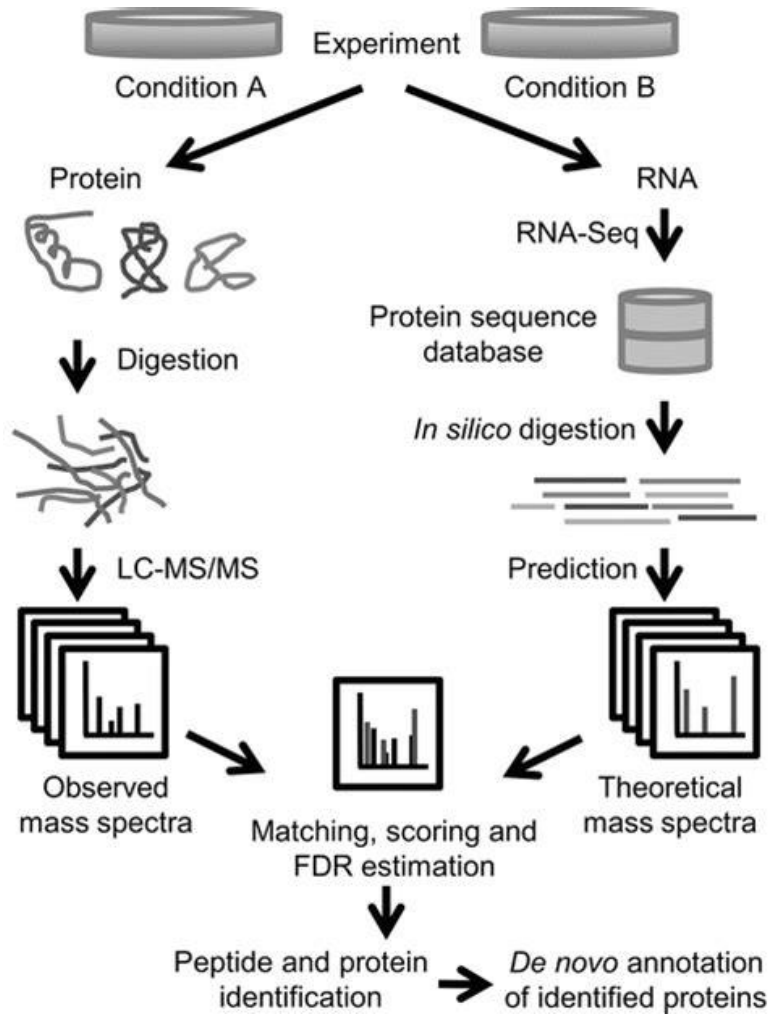 Experiment
Condition A
Condition B
Protein
RNA
RNA-Seq
Protein sequence
database
Digestion
In silico digestion
LC-MS/MS
Prediction
Observed
mass spectra
Theoretical
mass spectra
Matching, scoring and
FDR estimation
Peptide and protein
identification
De novo annotation
of identified proteins